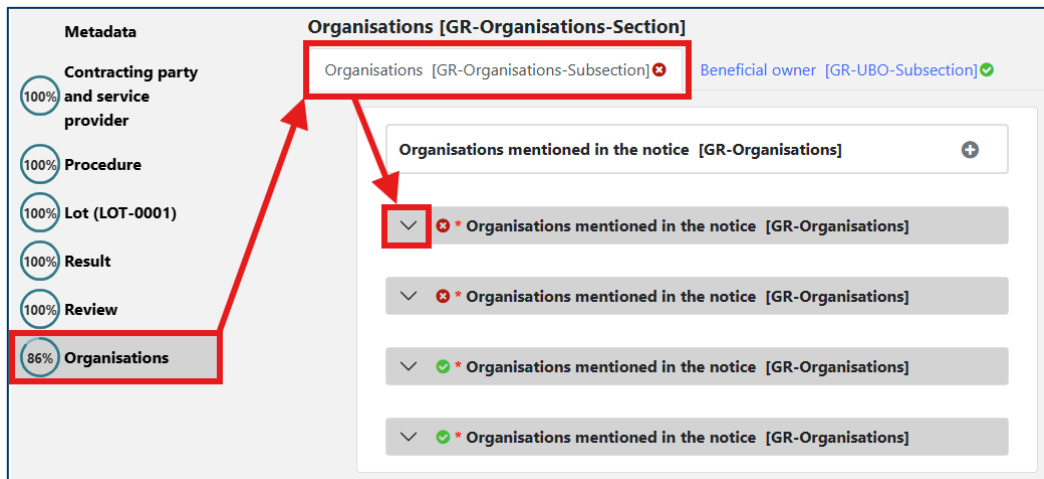 Metadata
100% Contracting party
and service
provider
100% Procedure
100% Lot (LOT-0001)
100% Result
100% Review
86% Organisations
Organisations [GR-Organisations-Section]
Organisations [GR-Organisations-Subsection]
Beneficial owner [GR-UBO-Subsection]
Organisations mentioned in the notice [GR-Organisations]
* Organisations mentioned in the notice [GR-Organisations]
* Organisations mentioned in the notice [GR-Organisations]
* Organisations mentioned in the notice [GR-Organisations]
* Organisations mentioned in the notice [GR-Organisations]